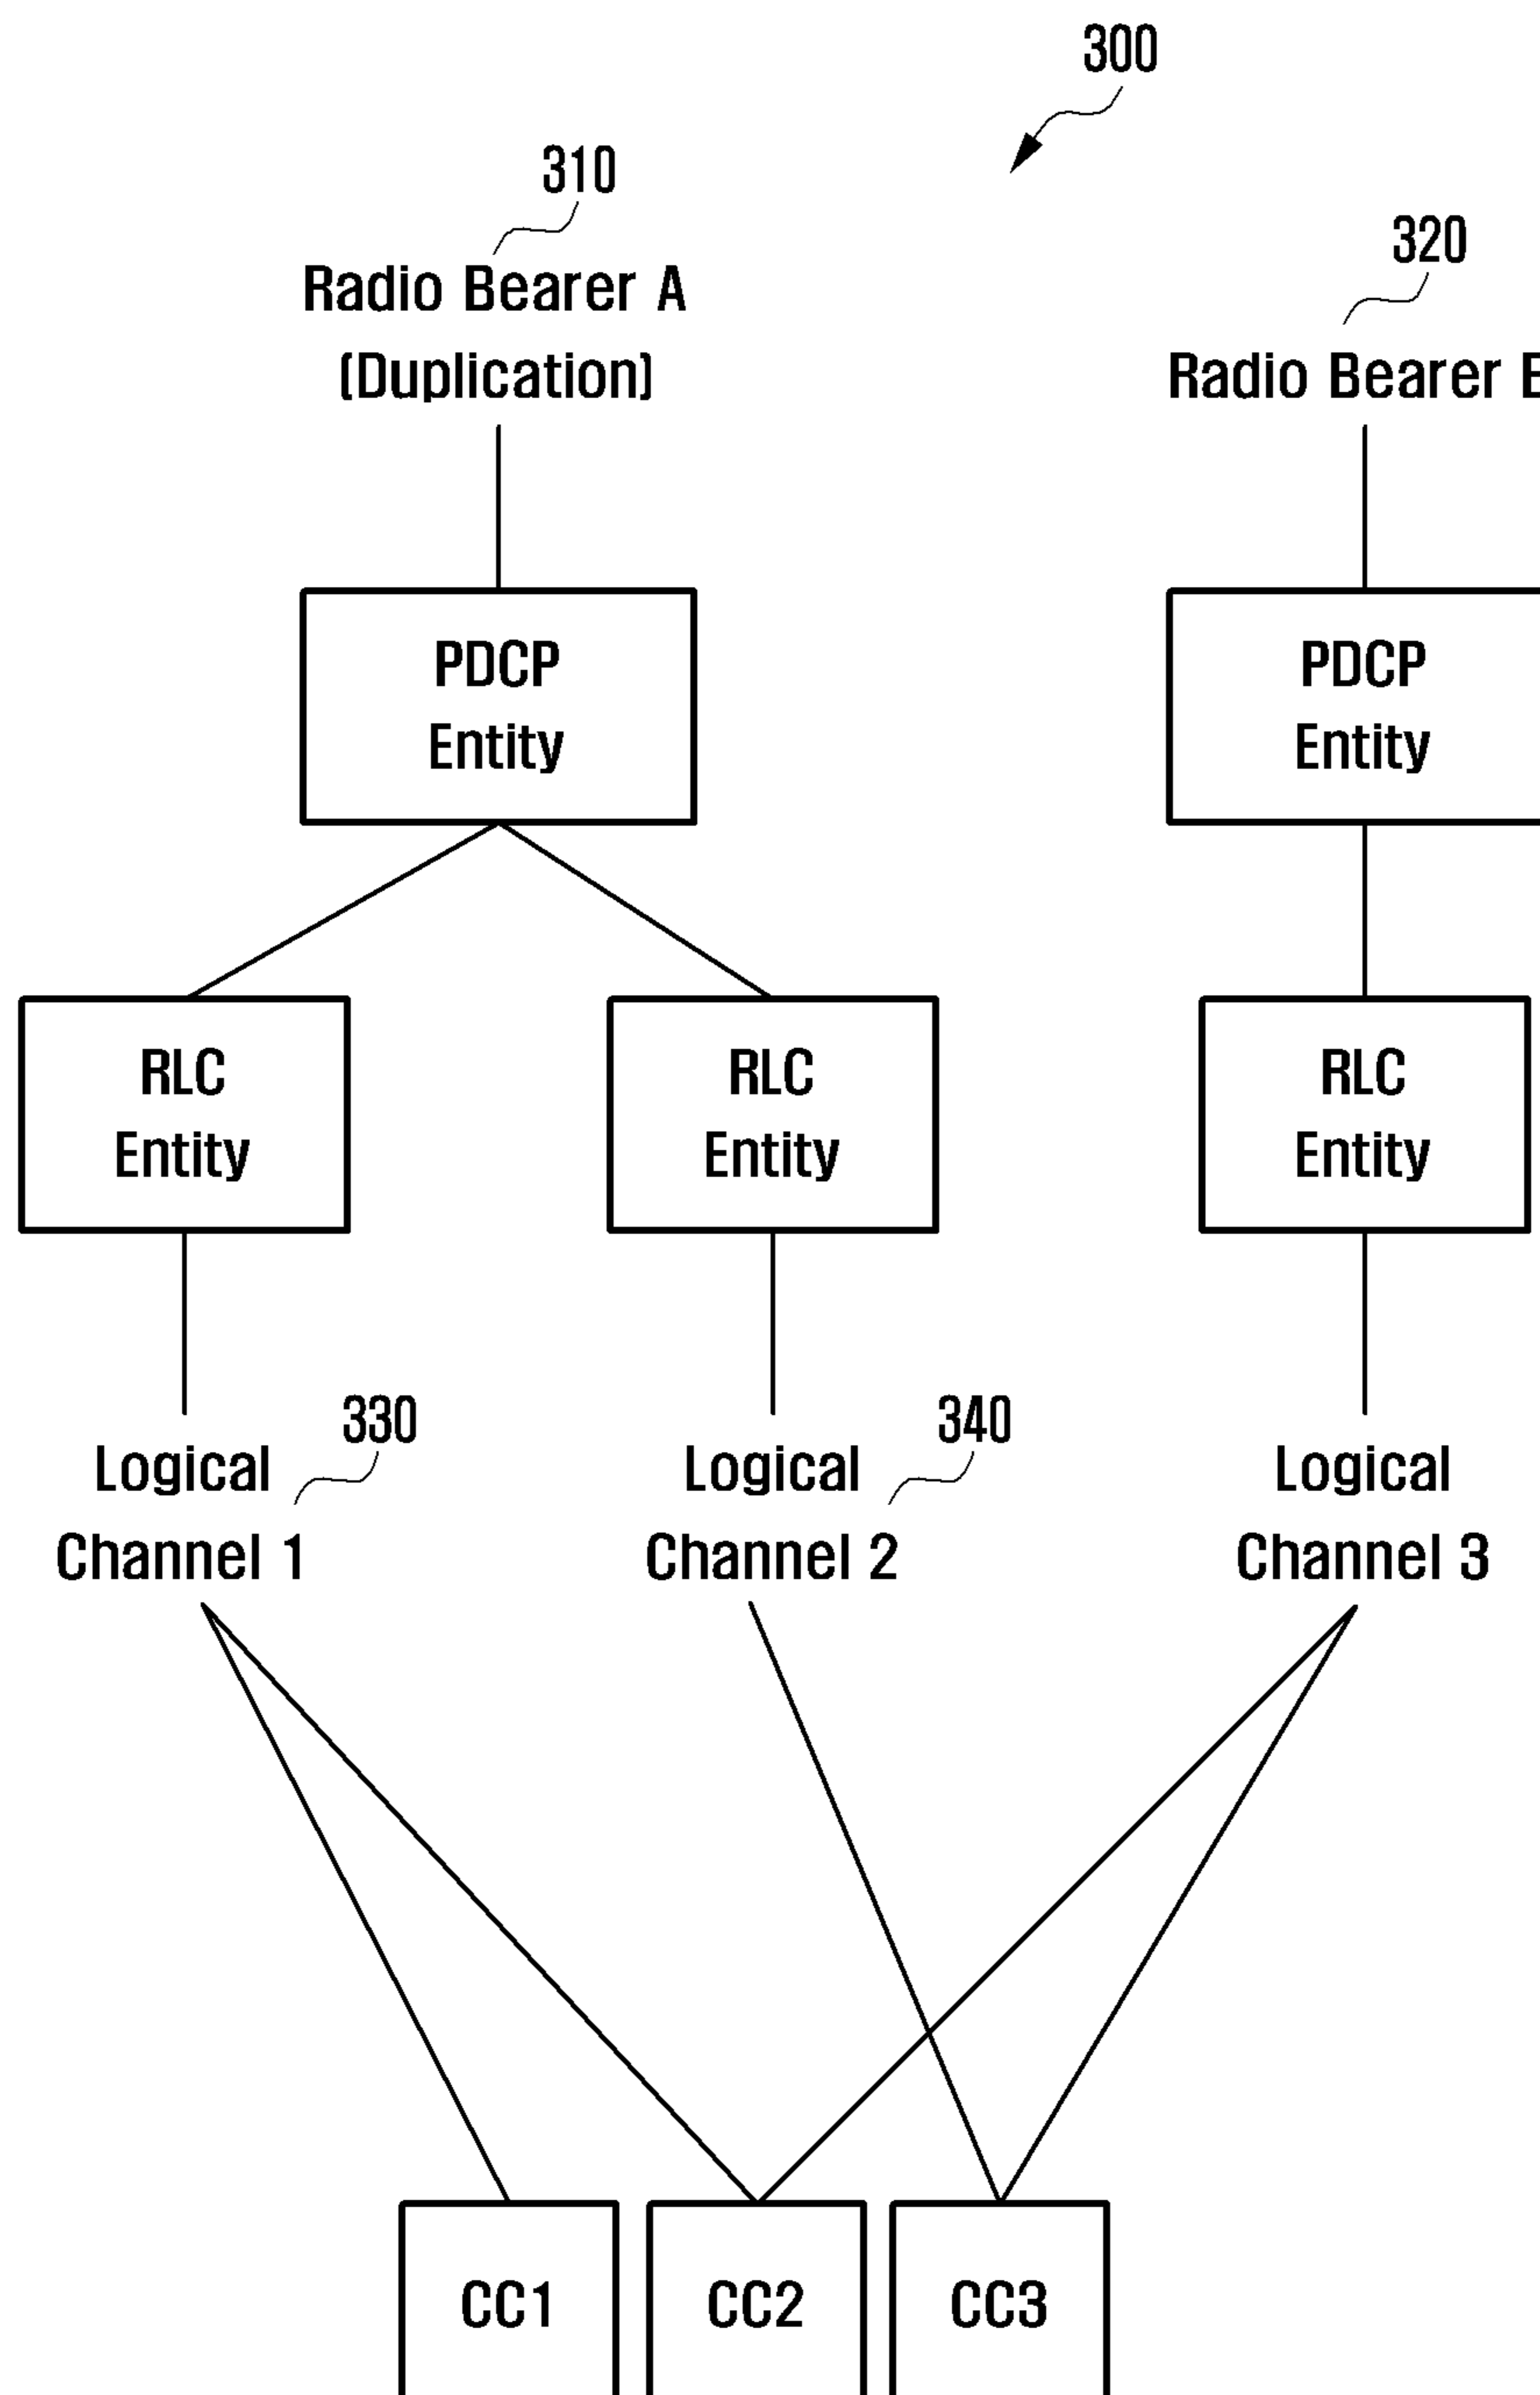 300
310
Radio Bearer A
(Duplication)
320
Radio Bearer
PDCP
Entity
PDCP
Entity
RLC
Entity
RLC
Entity
RLC
Entity
330
Logical
Channel 1
340
Logical
Channel 2
Logical
Channel 3
CC1
CC2
CC3